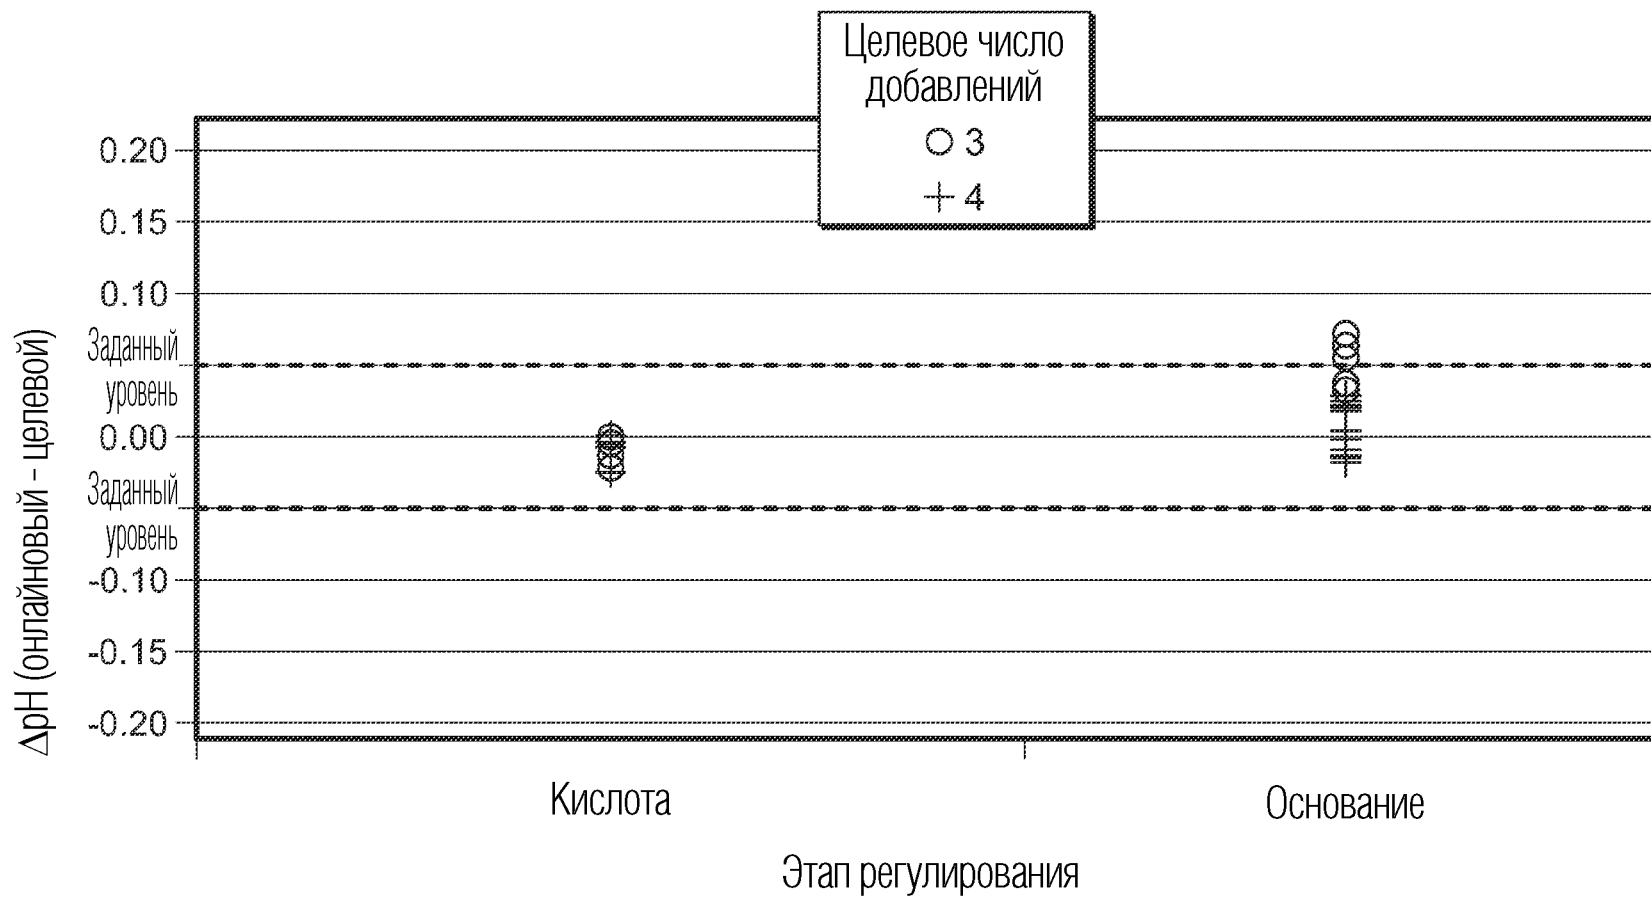 Целевое число
добавлений
3
4
0.20
0.15
0.10
Заданный
уровень
0.00
Заданный
уровень
-0.10
-0.15
-0.20
ΔpH (онлайновый - целевой)
Кислота
Основание
Этап регулирования